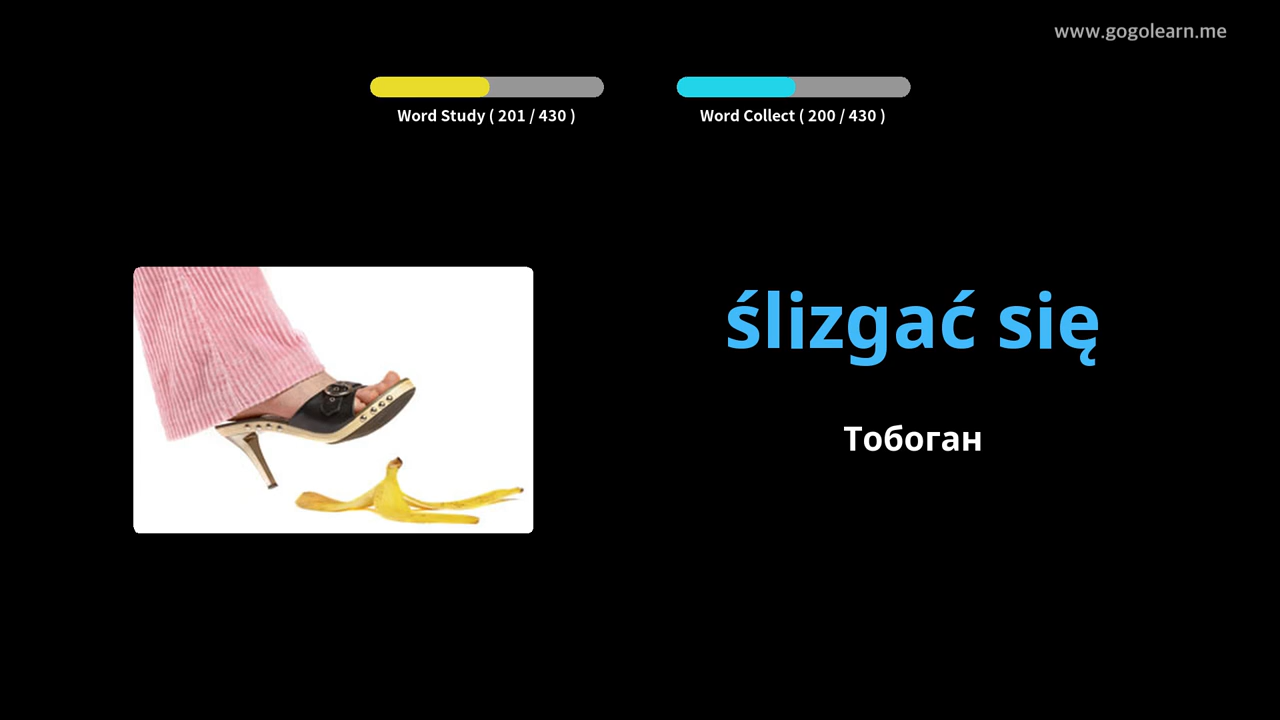 www.gogolearn.me
Word Study ( 201 / 430 )
Word Collect ( 200 / 430 )
ślizgać się
Тобоган